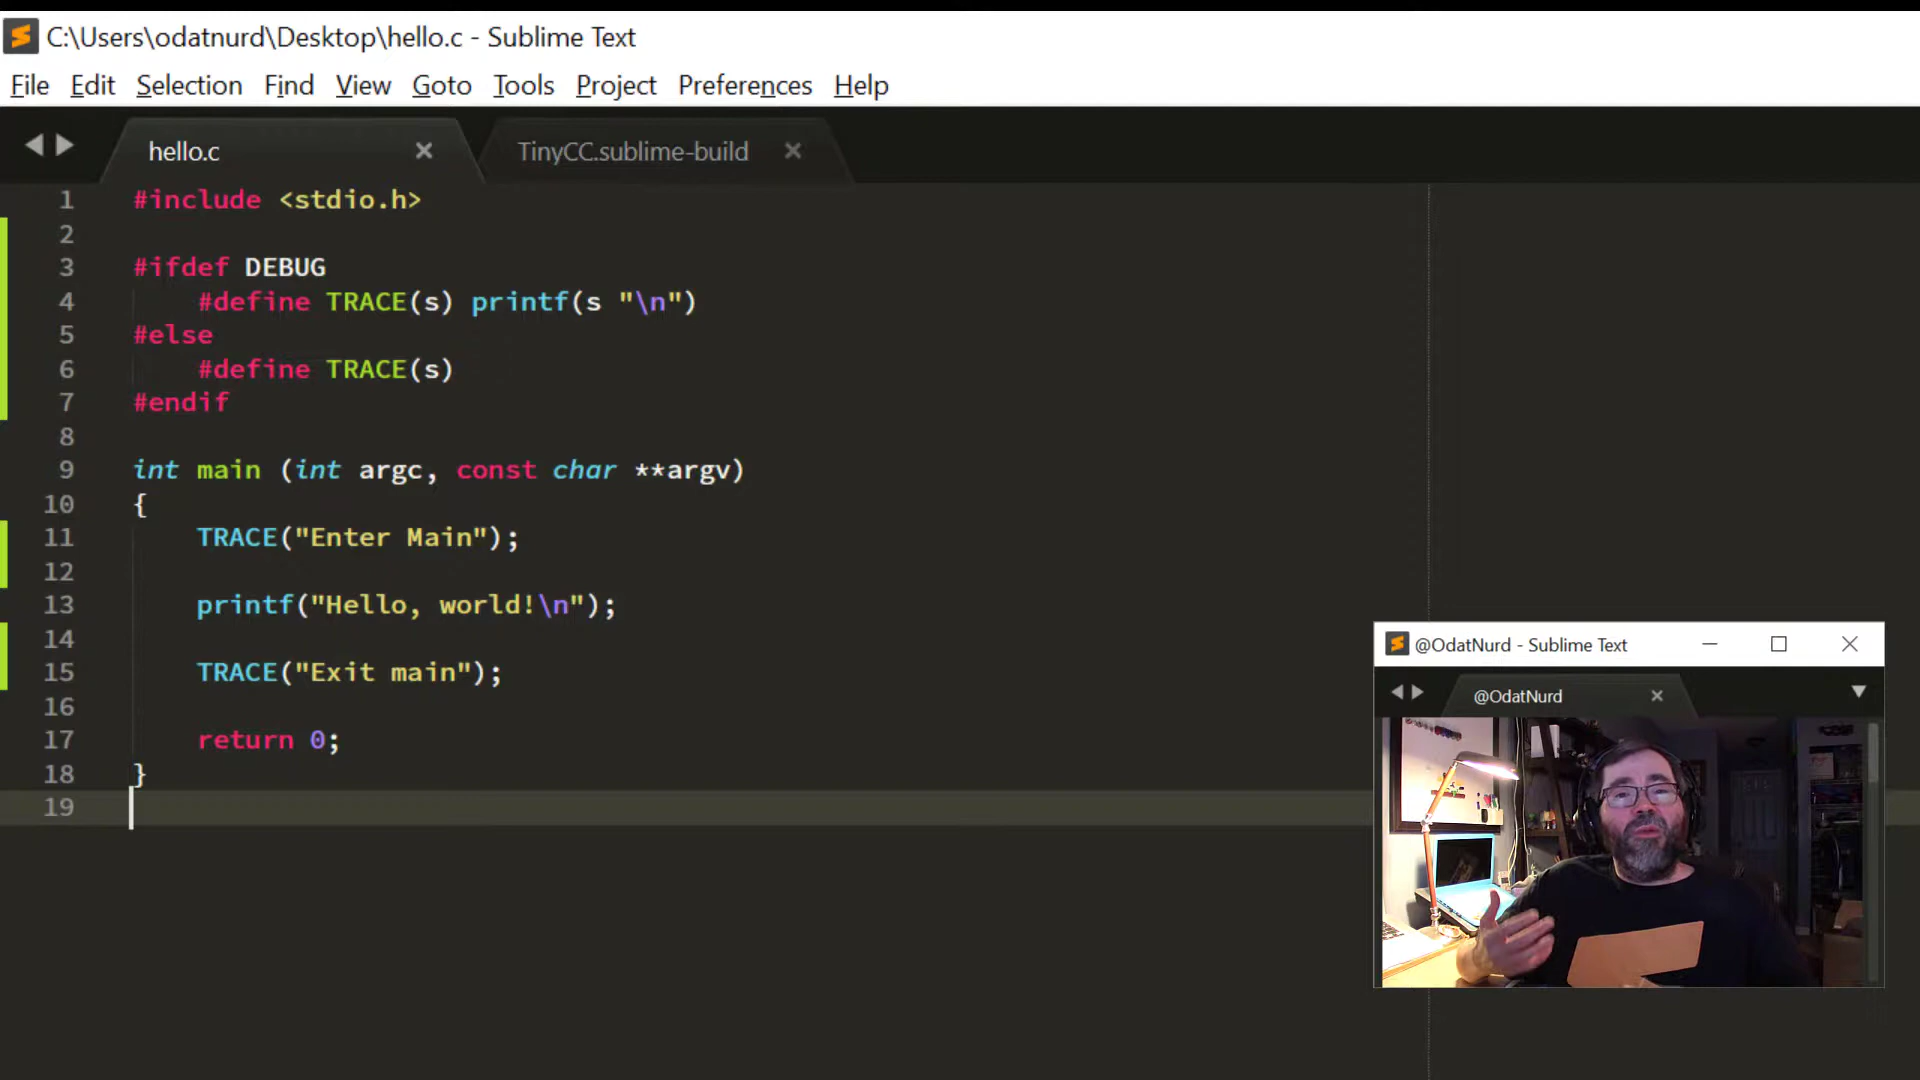 C:\Users\odatnurd\Desktop\hello.c - Sublime Text
File Edit Selection Find View Goto Tools Project Preferences Help
hello.c TinyCC.sublime-build
1 #include <stdio.h>
2
3 #ifdef DEBUG
4 #define TRACE(s) printf(s "\n")
5 #else
6 #define TRACE(s)
7 #endif
8
9 int main (int argc, const char **argv)
10 {
11 TRACE("Enter Main");
12
13 printf("Hello, world!\n");
14
15 TRACE("Exit main");
16
17 return 0;
18 }
19
@OdatNurd - Sublime Text
@OdatNurd